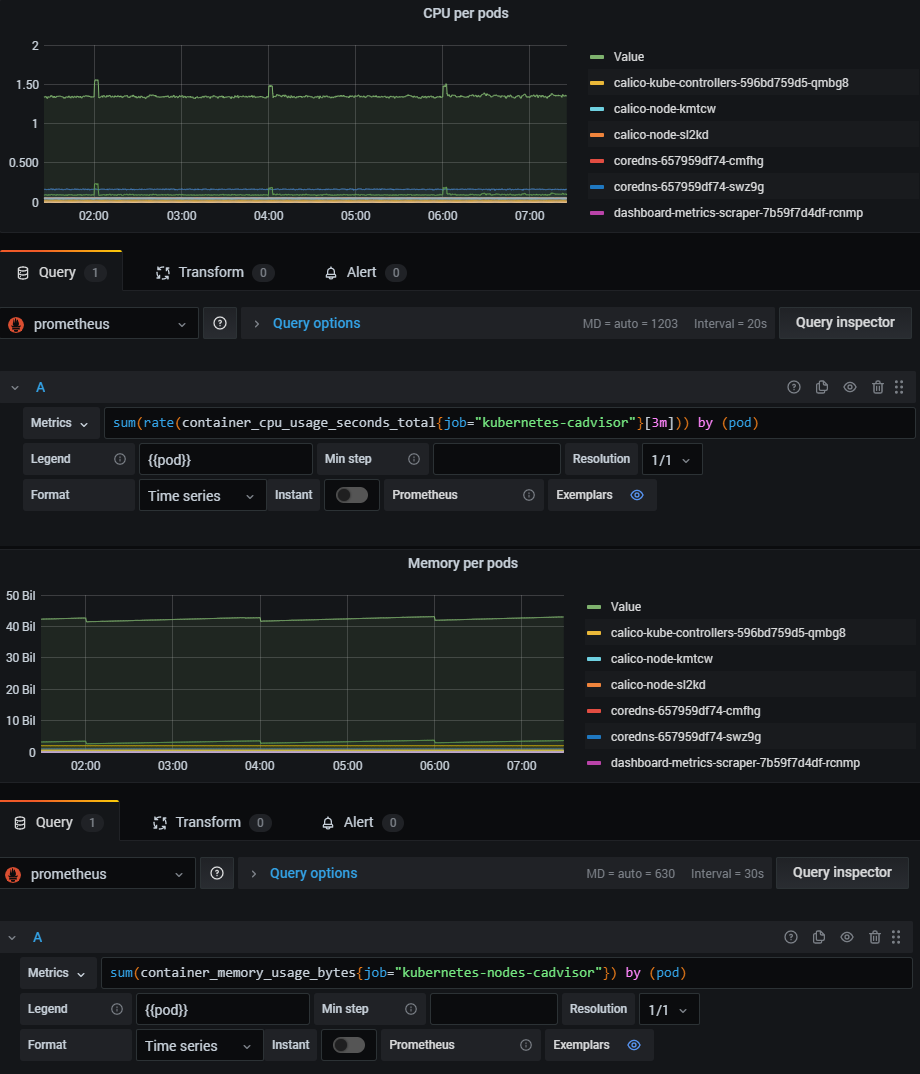 CPU per pods
2
1.50
1
0.500
0
02:00 03:00 04:00 05:00 06:00 07:00
Value
calico-kube-controllers-596bd759d5-qmbg8
calico-node-kmtcw
calico-node-sl2kd
coredns-657959df74-cmfhg
coredns-657959df74-swz9g
dashboard-metrics-scraper-7b59f7d4df-rcnmp
Query 1 Transform 0 Alert 0
prometheus Query options MD = auto = 1203 Interval = 20s Query inspector
A
Metrics sum(rate(container_cpu_usage_seconds_total{job="kubernetes-cadvisor"}[3m])) by (pod)
Legend {{pod}} Min step Resolution 1/1
Format Time series Instant Prometheus Exemplars
Memory per pods
50 Bil
40 Bil
30 Bil
20 Bil
10 Bil
0
02:00 03:00 04:00 05:00 06:00 07:00
Value
calico-kube-controllers-596bd759d5-qmbg8
calico-node-kmtcw
calico-node-sl2kd
coredns-657959df74-cmfhg
coredns-657959df74-swz9g
dashboard-metrics-scraper-7b59f7d4df-rcnmp
Query 1 Transform 0 Alert 0
prometheus Query options MD = auto = 630 Interval = 30s Query inspector
A
Metrics sum(container_memory_usage_bytes{job="kubernetes-nodes-cadvisor"}) by (pod)
Legend {{pod}} Min step Resolution 1/1
Format Time series Instant Prometheus Exemplars